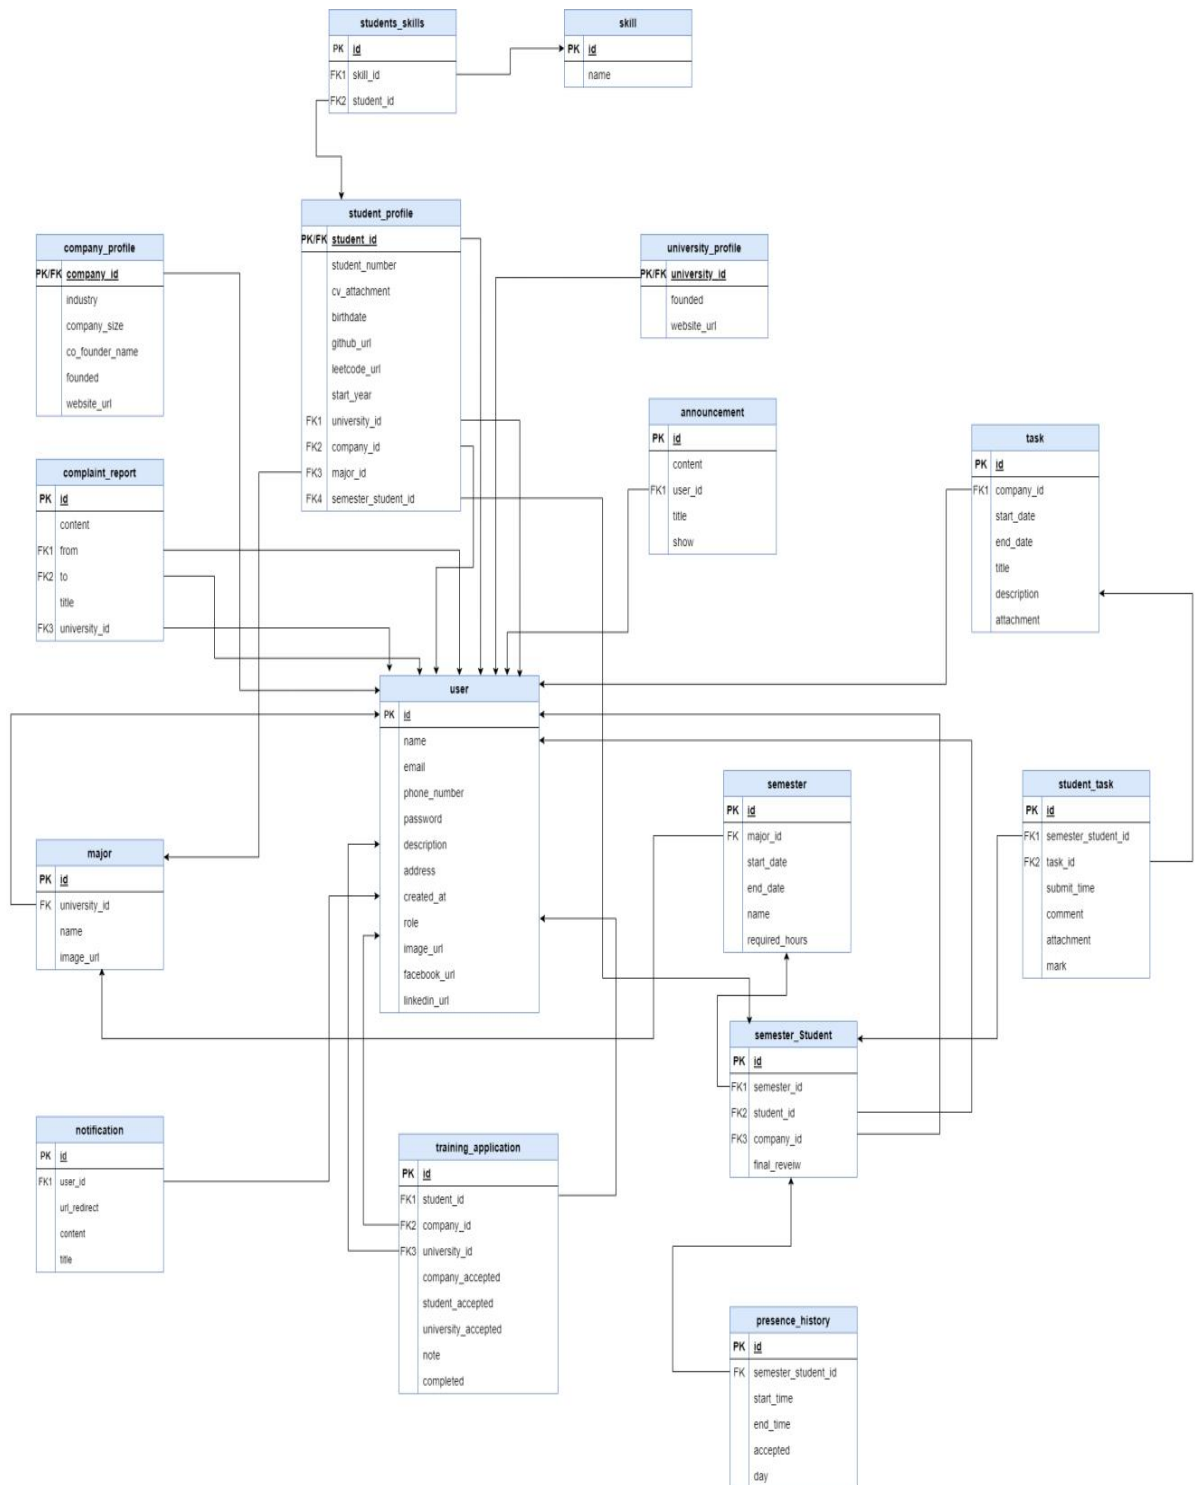 students_skills
PK id
FK1 skill_id
FK2 student_id
skill
PK id
name
student_profile
PK/FK student_id
student_number
cv_attachment
birthdate
github_url
leetcode_url
start_year
FK1 university_id
FK2 company_id
FK3 major_id
FK4 semester_student_id
company_profile
PK/FK company_id
industry
company_size
co_founder_name
founded
website_url
university_profile
PK/FK university_id
founded
website_url
announcement
PK id
content
FK1 user_id
title
show
task
PK id
FK1 company_id
start_date
end_date
title
description
attachment
complaint_report
PK id
content
FK1 from
FK2 to
title
FK3 university_id
user
PK id
name
email
phone_number
password
description
address
created_at
role
image_url
facebook_url
linkedin_url
semester
PK id
FK major_id
start_date
end_date
name
required_hours
student_task
PK id
FK1 semester_student_id
FK2 task_id
submit_time
comment
attachment
mark
major
PK id
FK university_id
name
image_url
semester_Student
PK id
FK1 semester_id
FK2 student_id
FK3 company_id
final_reveiw
notification
PK id
FK1 user_id
url_redirect
content
title
training_application
PK id
FK1 student_id
FK2 company_id
FK3 university_id
company_accepted
student_accepted
university_accepted
note
completed
presence_history
PK id
FK semester_student_id
start_time
end_time
accepted
day